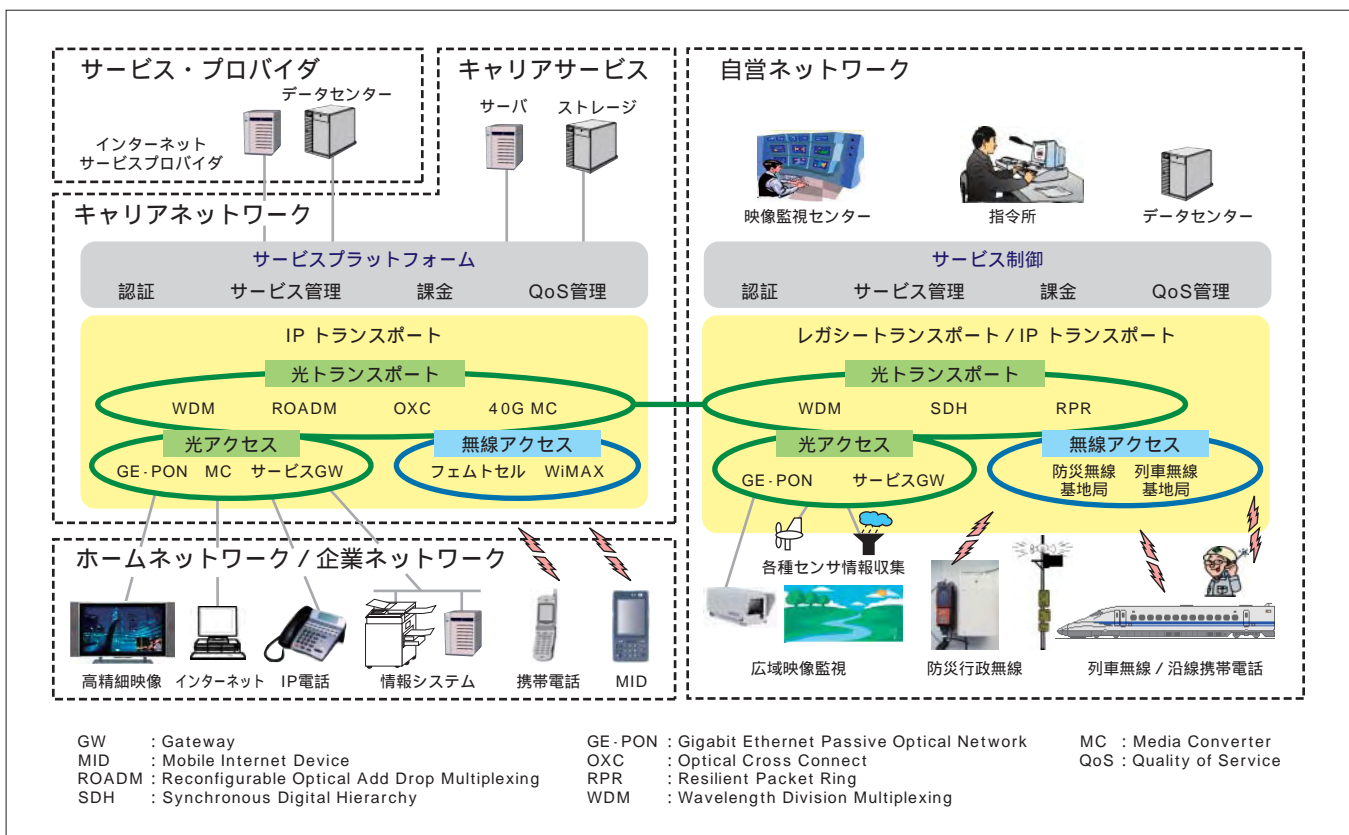 サービス・プロバイダ
データセンター
インターネット
サービスプロバイダ
キャリアサービス
サーバ ストレージ
キャリアネットワーク
サービスプラットフォーム
認証 サービス管理 課金 QoS管理
IP トランスポート
光トランスポート
WDM ROADM OXC 40G MC
光アクセス
GE-PON MC サービスGW
無線アクセス
フェムトセル WiMAX
ホームネットワーク / 企業ネットワーク
高精細映像 インターネット IP電話 情報システム 携帯電話 MID
自営ネットワーク
映像監視センター 指令所 データセンター
サービス制御
認証 サービス管理 課金 QoS管理
レガシートランスポート / IP トランスポート
光トランスポート
WDM SDH RPR
光アクセス
GE-PON サービスGW
無線アクセス
防災無線 列車無線
基地局 基地局
各種センサ情報収集
広域映像監視 防災行政無線 列車無線 / 沿線携帯電話
GW : Gateway
MID : Mobile Internet Device
ROADM : Reconfigurable Optical Add Drop Multiplexing
SDH : Synchronous Digital Hierarchy
GE-PON : Gigabit Ethernet Passive Optical Network
OXC : Optical Cross Connect
RPR : Resilient Packet Ring
WDM : Wavelength Division Multiplexing
MC : Media Converter
QoS : Quality of Service